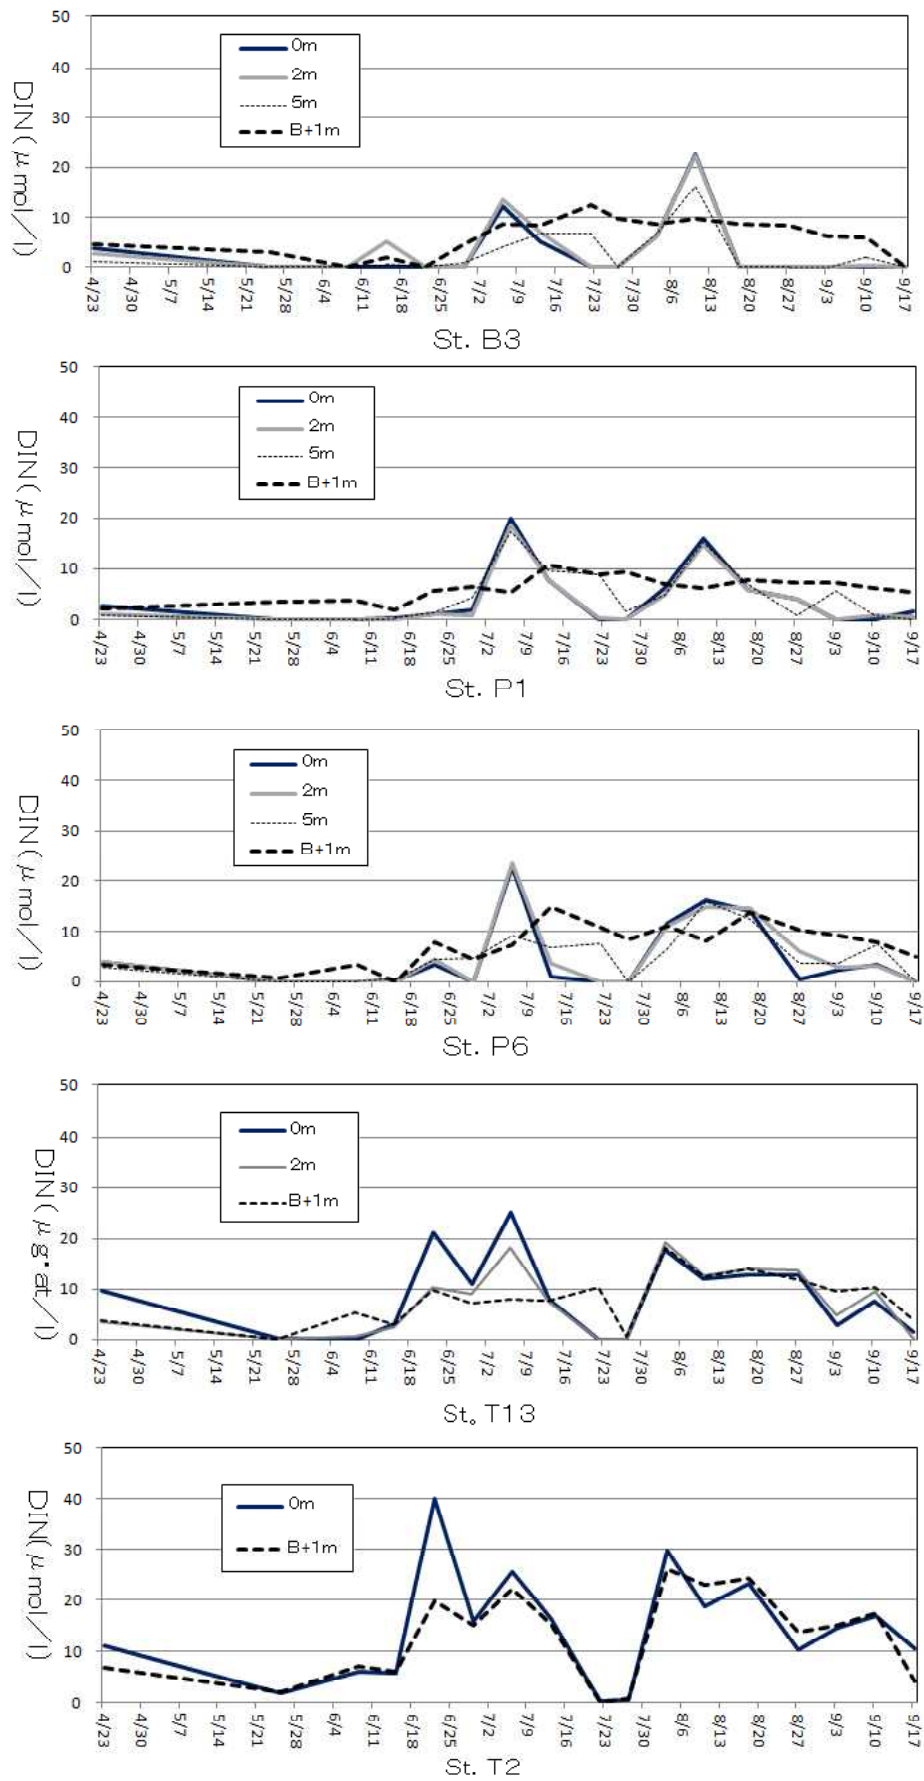 50
40
30
20
10
0
DIN(μ mol/l)
0m
2m
5m
B+1m
4/23 4/30 5/7 5/14 5/21 5/28 6/4 6/11 6/18 6/25 7/2 7/9 7/16 7/23 7/30 8/6 8/13 8/20 8/27 9/3 9/10 9/17
St. B3
50
40
30
20
10
0
DIN(μ mol/l)
0m
2m
5m
B+1m
4/23 4/30 5/7 5/14 5/21 5/28 6/4 6/11 6/18 6/25 7/2 7/9 7/16 7/23 7/30 8/6 8/13 8/20 8/27 9/3 9/10 9/17
St. P1
50
40
30
20
10
0
DIN(μ mol/l)
0m
2m
5m
B+1m
4/23 4/30 5/7 5/14 5/21 5/28 6/4 6/11 6/18 6/25 7/2 7/9 7/16 7/23 7/30 8/6 8/13 8/20 8/27 9/3 9/10 9/17
St. P6
50
40
30
20
10
0
DIN(μg・at/l)
0m
2m
B+1m
4/23 4/30 5/7 5/14 5/21 5/28 6/4 6/11 6/18 6/25 7/2 7/9 7/16 7/23 7/30 8/6 8/13 8/20 8/27 9/3 9/10 9/17
St。T13
50
40
30
20
10
0
DIN(μ mol/l)
0m
B+1m
4/23 4/30 5/7 5/14 5/21 5/28 6/4 6/11 6/18 6/25 7/2 7/9 7/16 7/23 7/30 8/6 8/13 8/20 8/27 9/3 9/10 9/17
St. T2